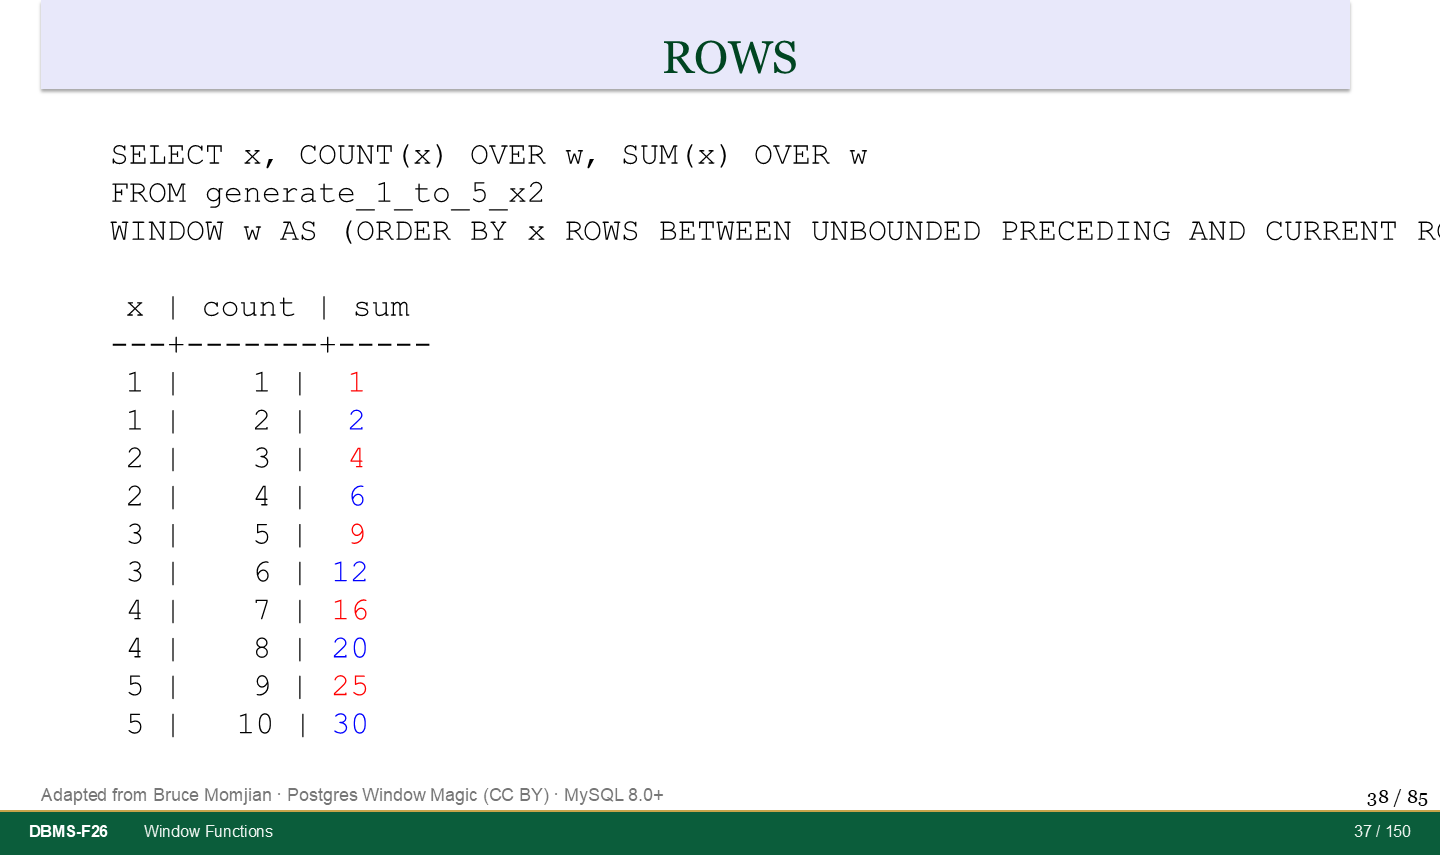 ROWS
SELECT x, COUNT(x) OVER w, SUM(x) OVER w
FROM generate_1_to_5_x2
WINDOW w AS (ORDER BY x ROWS BETWEEN UNBOUNDED PRECEDING AND CURRENT
x | count | sum
---+-------+-----
1 | 1 | 1
1 | 2 | 2
2 | 3 | 4
2 | 4 | 6
3 | 5 | 9
3 | 6 | 12
4 | 7 | 16
4 | 8 | 20
5 | 9 | 25
5 | 10 | 30
Adapted from Bruce Momjian · Postgres Window Magic (CC BY) · MySQL 8.0+
38 / 85
DBMS-F26 Window Functions 37 / 150